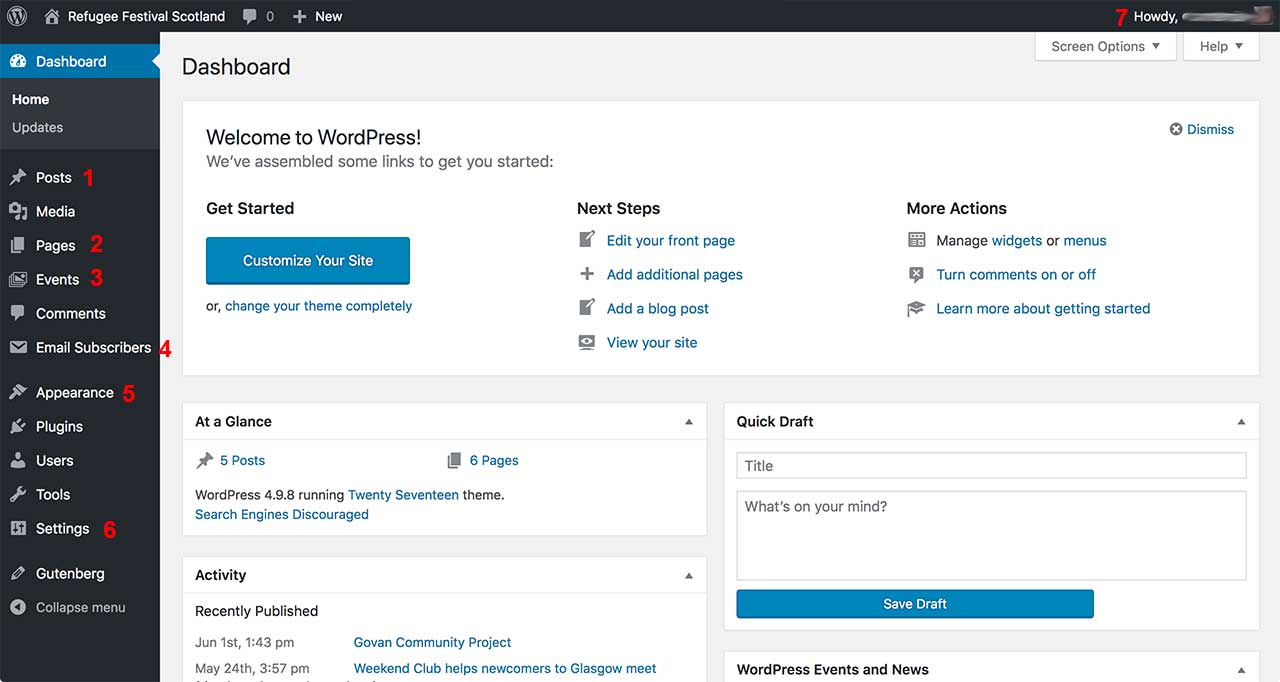 Refugee Festival Scotland 0 New 7 Howdy,
Dashboard
Home
Updates
Posts 1
Media
Pages 2
Events 3
Comments
Email Subscribers 4
Appearance 5
Plugins
Users
Tools
Settings 6
Gutenberg
Collapse menu
Screen Options Help
Dashboard
Welcome to WordPress!
Dismiss
We've assembled some links to get you started:
Get Started
Customize Your Site
or, change your theme completely
Next Steps
Edit your front page
Add additional pages
Add a blog post
View your site
More Actions
Manage widgets or menus
Turn comments on or off
Learn more about getting started
At a Glance
5 Posts 6 Pages
WordPress 4.9.8 running Twenty Seventeen theme.
Search Engines Discouraged
Activity
Recently Published
Jun 1st, 1:43 pm Govan Community Project
May 24th, 3:57 pm Weekend Club helps newcomers to Glasgow meet
Quick Draft
Title
What's on your mind?
Save Draft
WordPress Events and News